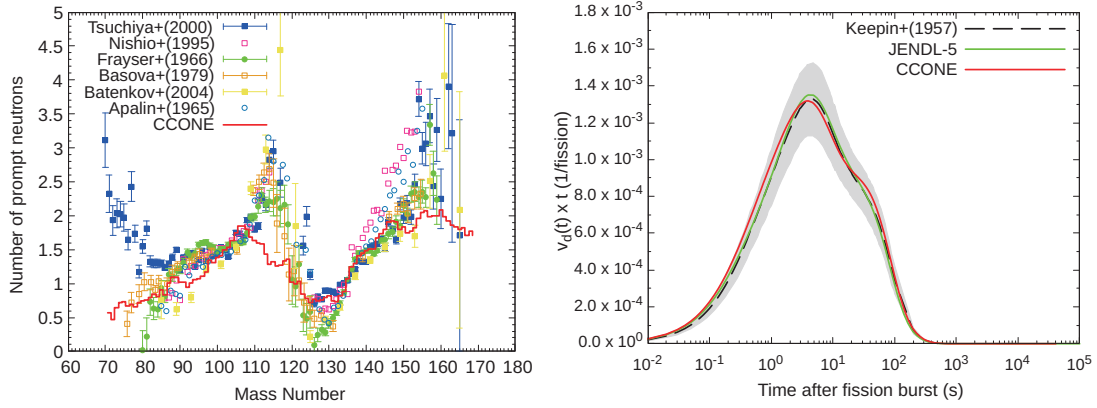 Number of prompt neutrons
5
4.5
4
3.5
3
2.5
2
1.5
1
0.5
0
Tsuchiya+(2000)
Nishio+(1995)
Frayser+(1966)
Basova+(1979)
Batenkov+(2004)
Apalin+(1965)
CCONE
60 70 80 90 100 110 120 130 140 150 160 170 180
Mass Number
νd(t) x t (1/fission)
1.8 x 10⁻³
1.6 x 10⁻³
1.4 x 10⁻³
1.2 x 10⁻³
1.0 x 10⁻³
8.0 x 10⁻⁴
6.0 x 10⁻⁴
4.0 x 10⁻⁴
2.0 x 10⁻⁴
0.0 x 10⁰
Keepin+(1957)
JENDL-5
CCONE
10⁻² 10⁻¹ 10⁰ 10¹ 10² 10³ 10⁴ 10⁵
Time after fission burst (s)